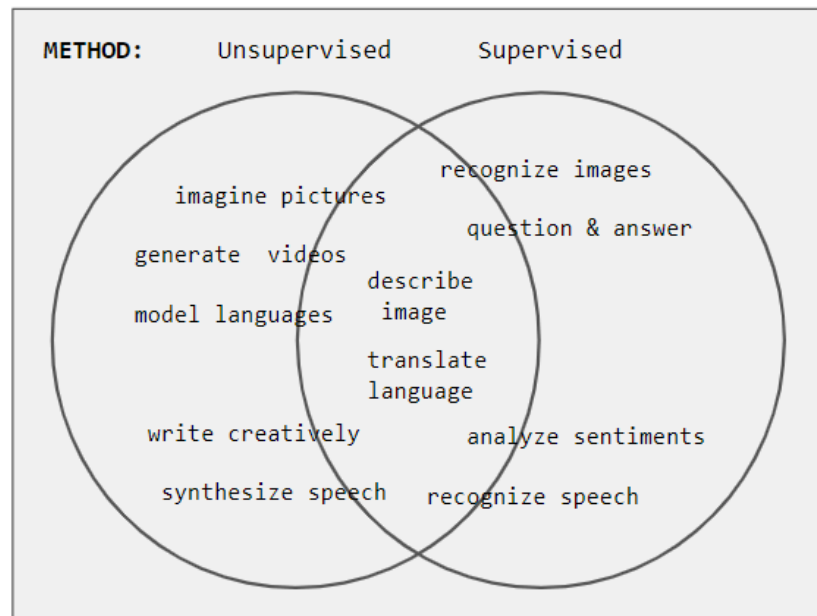 METHOD: Unsupervised Supervised
recognize images
imagine pictures
question & answer
generate videos
describe
image
model languages
translate
language
write creatively
analyze sentiments
synthesize speech
recognize speech